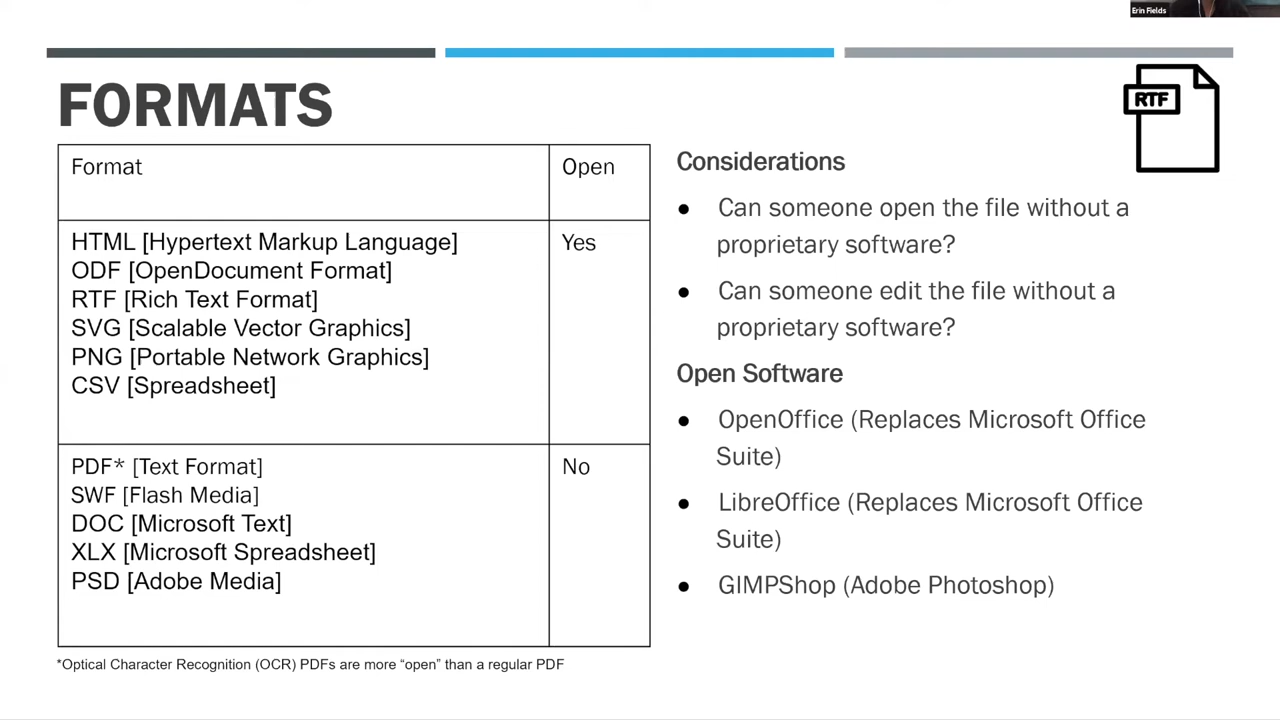 Erin Fields
FORMATS
RTF
Format
Open
HTML [Hypertext Markup Language]
ODF [OpenDocument Format]
RTF [Rich Text Format]
SVG [Scalable Vector Graphics]
PNG [Portable Network Graphics]
CSV [Spreadsheet]
Yes
PDF* [Text Format]
SWF [Flash Media]
DOC [Microsoft Text]
XLX [Microsoft Spreadsheet]
PSD [Adobe Media]
No
*Optical Character Recognition (OCR) PDFs are more “open” than a regular PDF
Considerations
● Can someone open the file without a
proprietary software?
● Can someone edit the file without a
proprietary software?
Open Software
● OpenOffice (Replaces Microsoft Office
Suite)
● LibreOffice (Replaces Microsoft Office
Suite)
● GIMPShop (Adobe Photoshop)